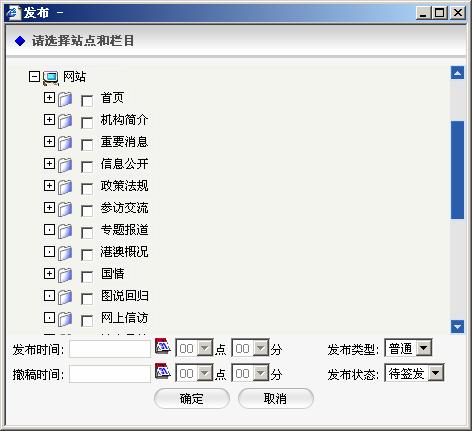 发布 -
请选择站点和栏目
网站
首页
机构简介
重要消息
信息公开
政策法规
参访交流
专题报道
港澳概况
国情
图说回归
网上信访
发布时间: 00 点 00 分 发布类型: 普通
撤稿时间: 00 点 00 分 发布状态: 待签发
确定 取消